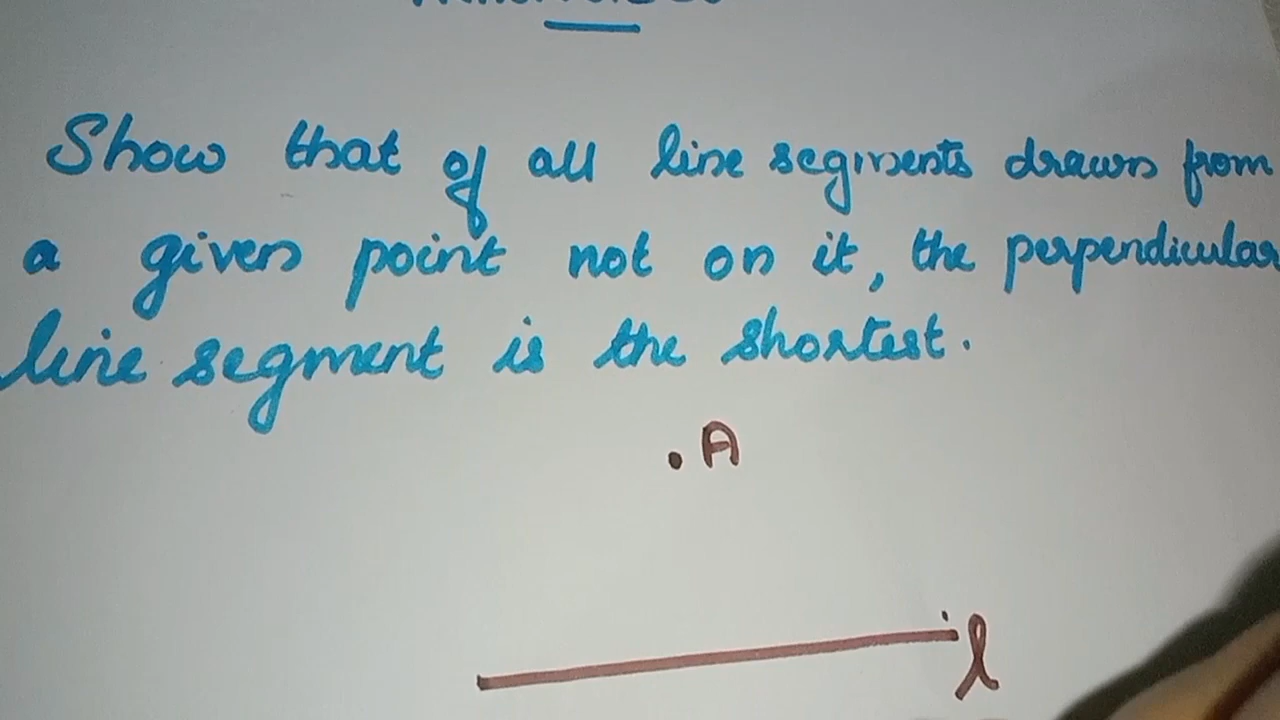 Show that of all line segments drawn from
a given point not on it, the perpendicular
line segment is the shortest.
. A
l